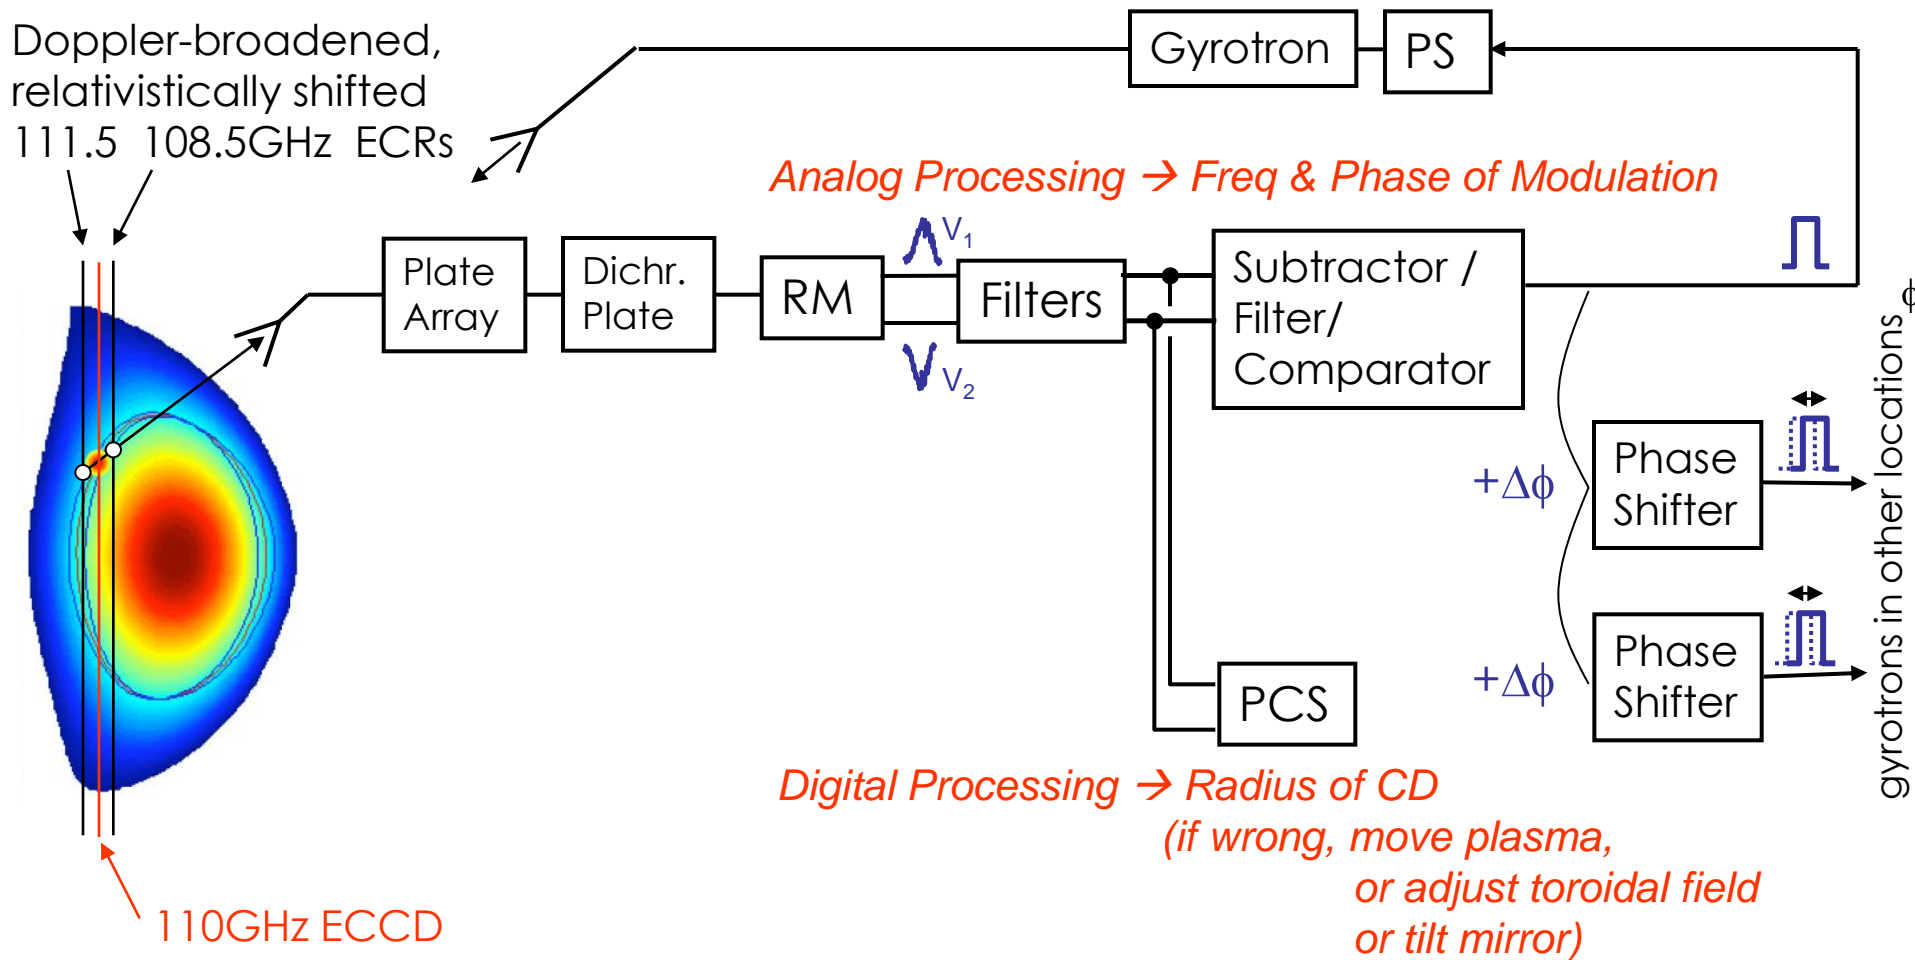 Doppler-broadened,
relativistically shifted
111.5  108.5GHz  ECRs
Gyrotron
PS
Analog Processing → Freq & Phase of Modulation
Plate
Array
Dichr.
Plate
RM
V1
V2
Filters
Subtractor /
Filter/
Comparator
+Δϕ
Phase
Shifter
+Δϕ
Phase
Shifter
gyrotrons in other locations ϕ
PCS
Digital Processing → Radius of CD
(if wrong, move plasma,
or adjust toroidal field
or tilt mirror)
110GHz ECCD